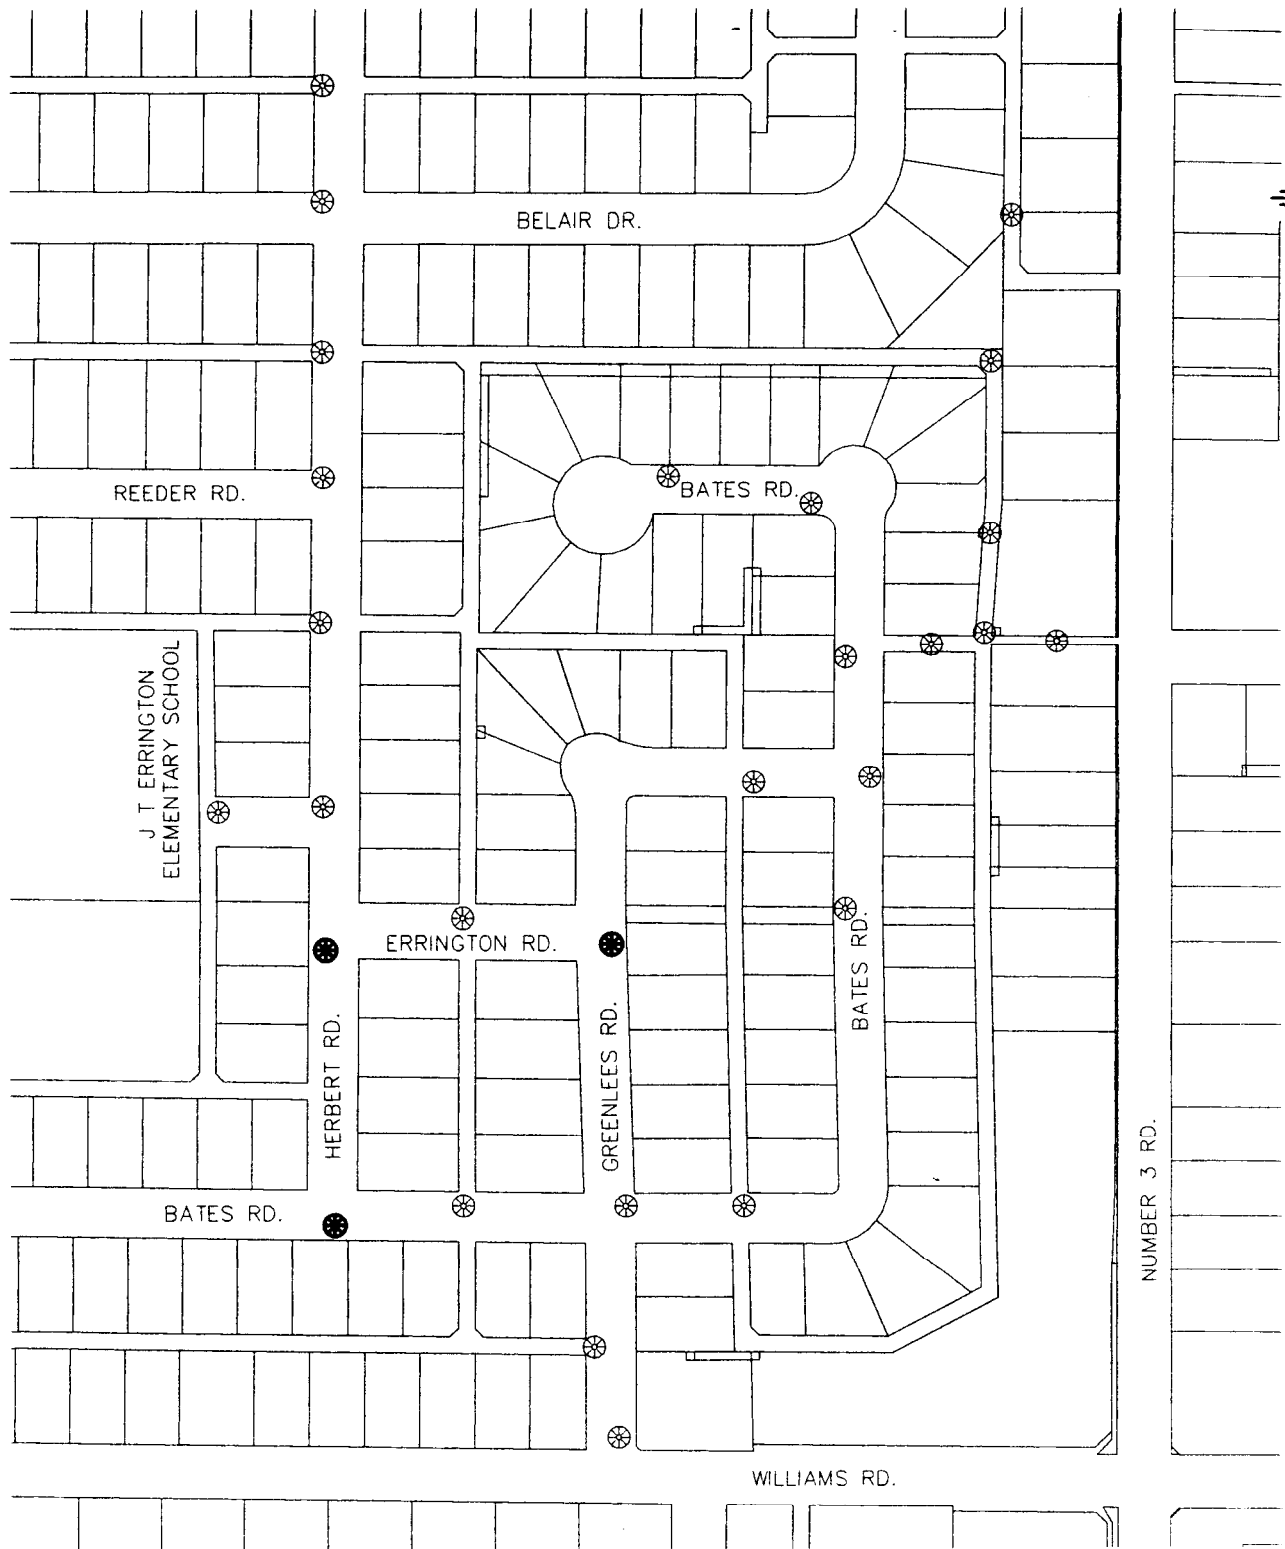 BELAIR DR.
REEDER RD.
BATES RD.
J T ERRINGTON
ELEMENTARY SCHOOL
ERRINGTON RD.
BATES RD.
HERBERT RD.
GREENLEES RD.
NUMBER 3 RD.
BATES RD.
WILLIAMS RD.